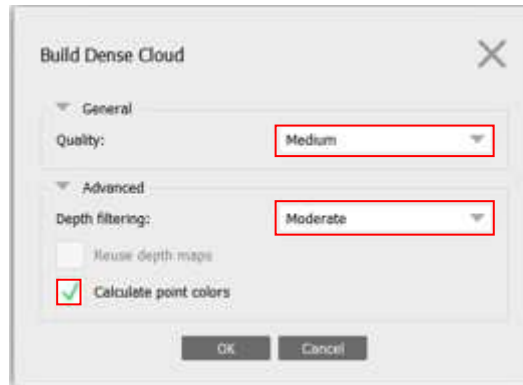 Build Dense Cloud
General
Quality: Medium
Advanced
Depth filtering: Moderate
Reuse depth maps
Calculate point colors
OK Cancel